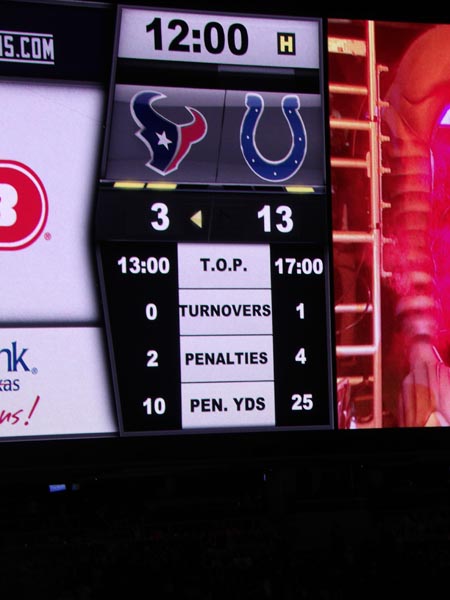 12:00 H
S.COM
3 13
13:00 T.O.P. 17:00
0 TURNOVERS 1
2 PENALTIES 4
10 PEN. YDS 25
B
nk
as
ns!